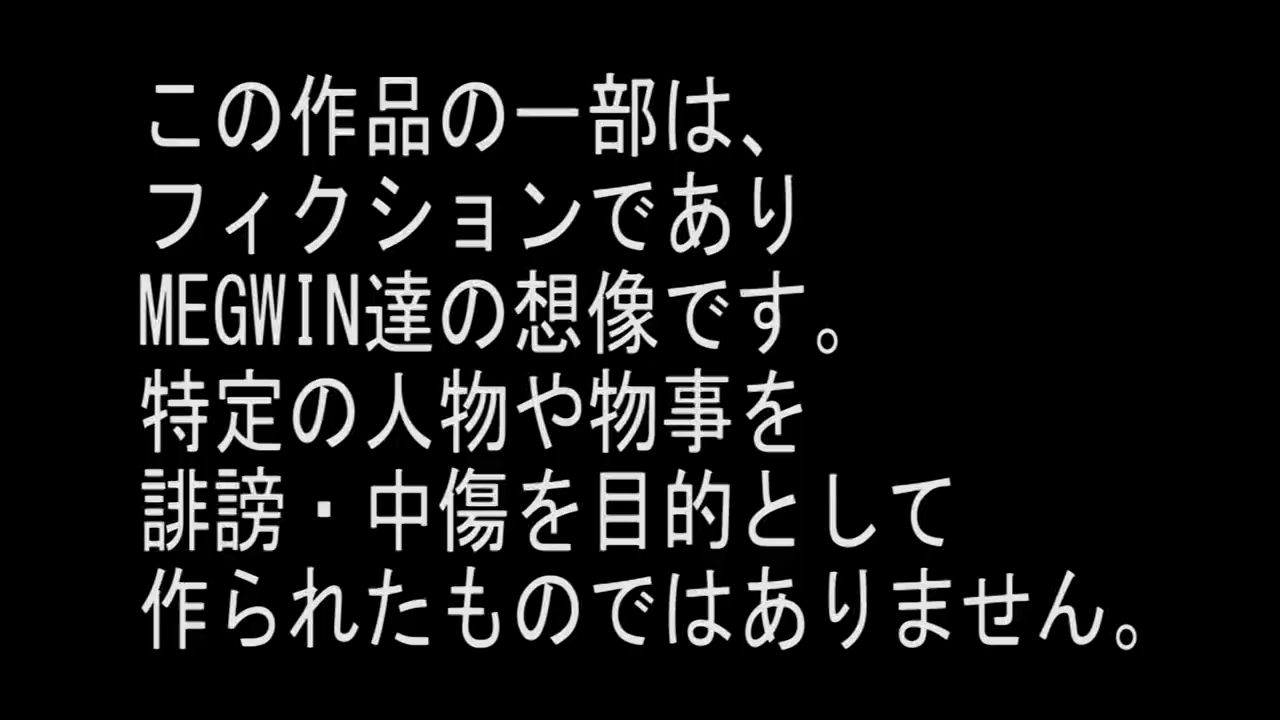 この作品の一部は、
フィクションであり
MEGWIN達の想像です。
特定の人物や物事を
誹謗・中傷を目的として
作られたものではありません。